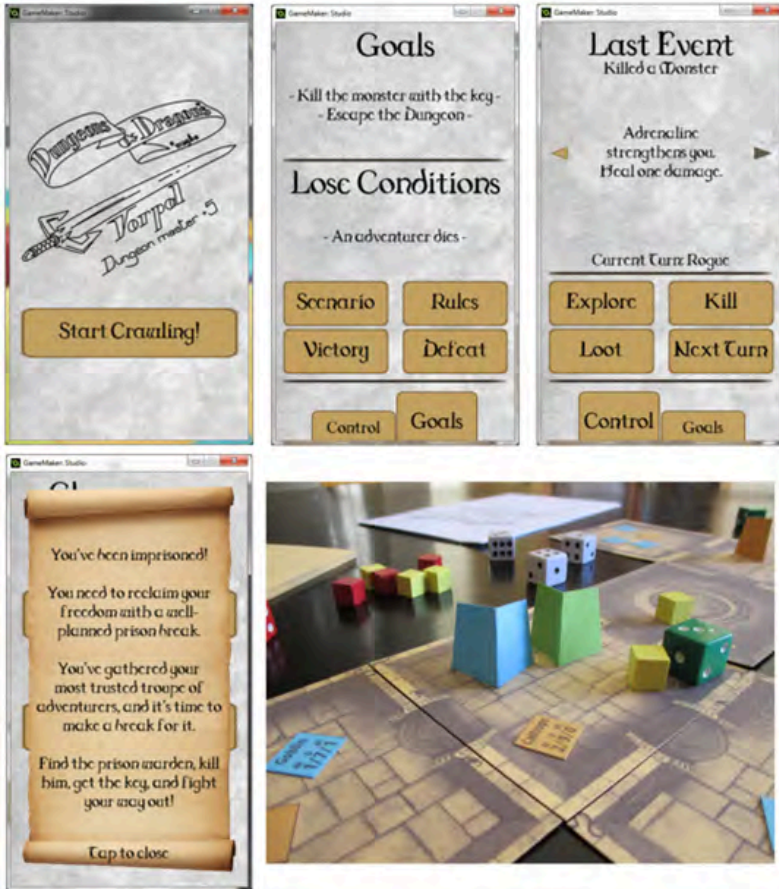 GameMaker Studio
Dungeons & Dragons
Vorpal
Dungeon master +5
Start Crawling!
GameMaker Studio
Goals
- Kill the monster with the key -
- Escape the Dungeon -
Lose Conditions
- An adventurer dies -
Scenario
Rules
Victory
Defeat
Control
Goals
GameMaker Studio
Last Event
Killed a Monster
Adrenaline
strengthens you.
Heal one damage.
Current Turn: Rogue
Explore
Kill
Loot
Next Turn
Control
Goals
GameMaker Studio
You've been imprisoned!
You need to reclaim your
freedom with a well-
planned prison break.
You've gathered your
most trusted troupe of
adventurers, and it's time to
make a break for it.
Find the prison warden, kill
him, get the key, and fight
your way out!
Tap to close
Goblin